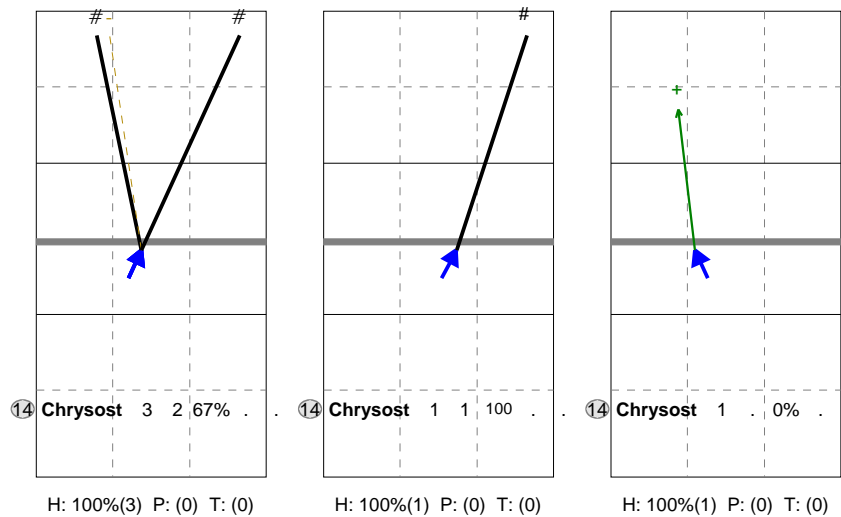 # - #
#
+
14 Chrysost 3 2 67% . .
14 Chrysost 1 1 100 . .
14 Chrysost 1 . 0% .
H: 100%(3) P: (0) T: (0)
H: 100%(1) P: (0) T: (0)
H: 100%(1) P: (0) T: (0)